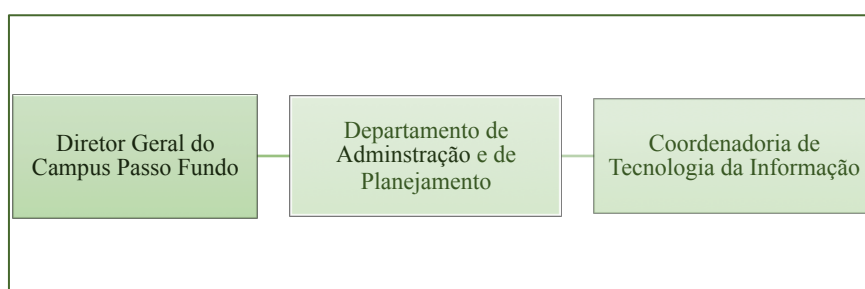 Diretor Geral do
Campus Passo Fundo
Departamento de
Adminstração e de
Planejamento
Coordenadoria de
Tecnologia da Informação